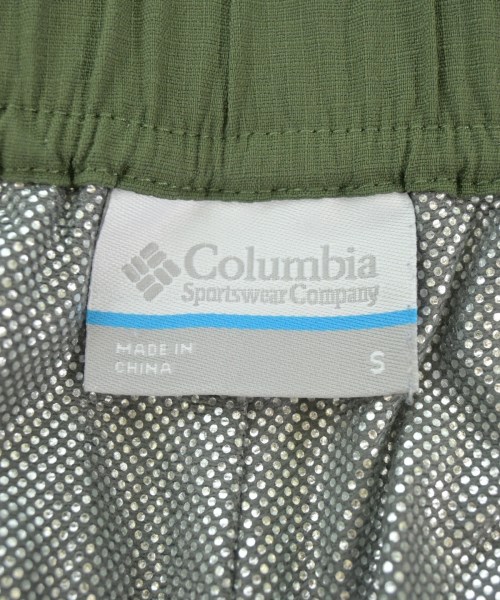 Columbia
Sportswear Company
MADE IN
CHINA
S